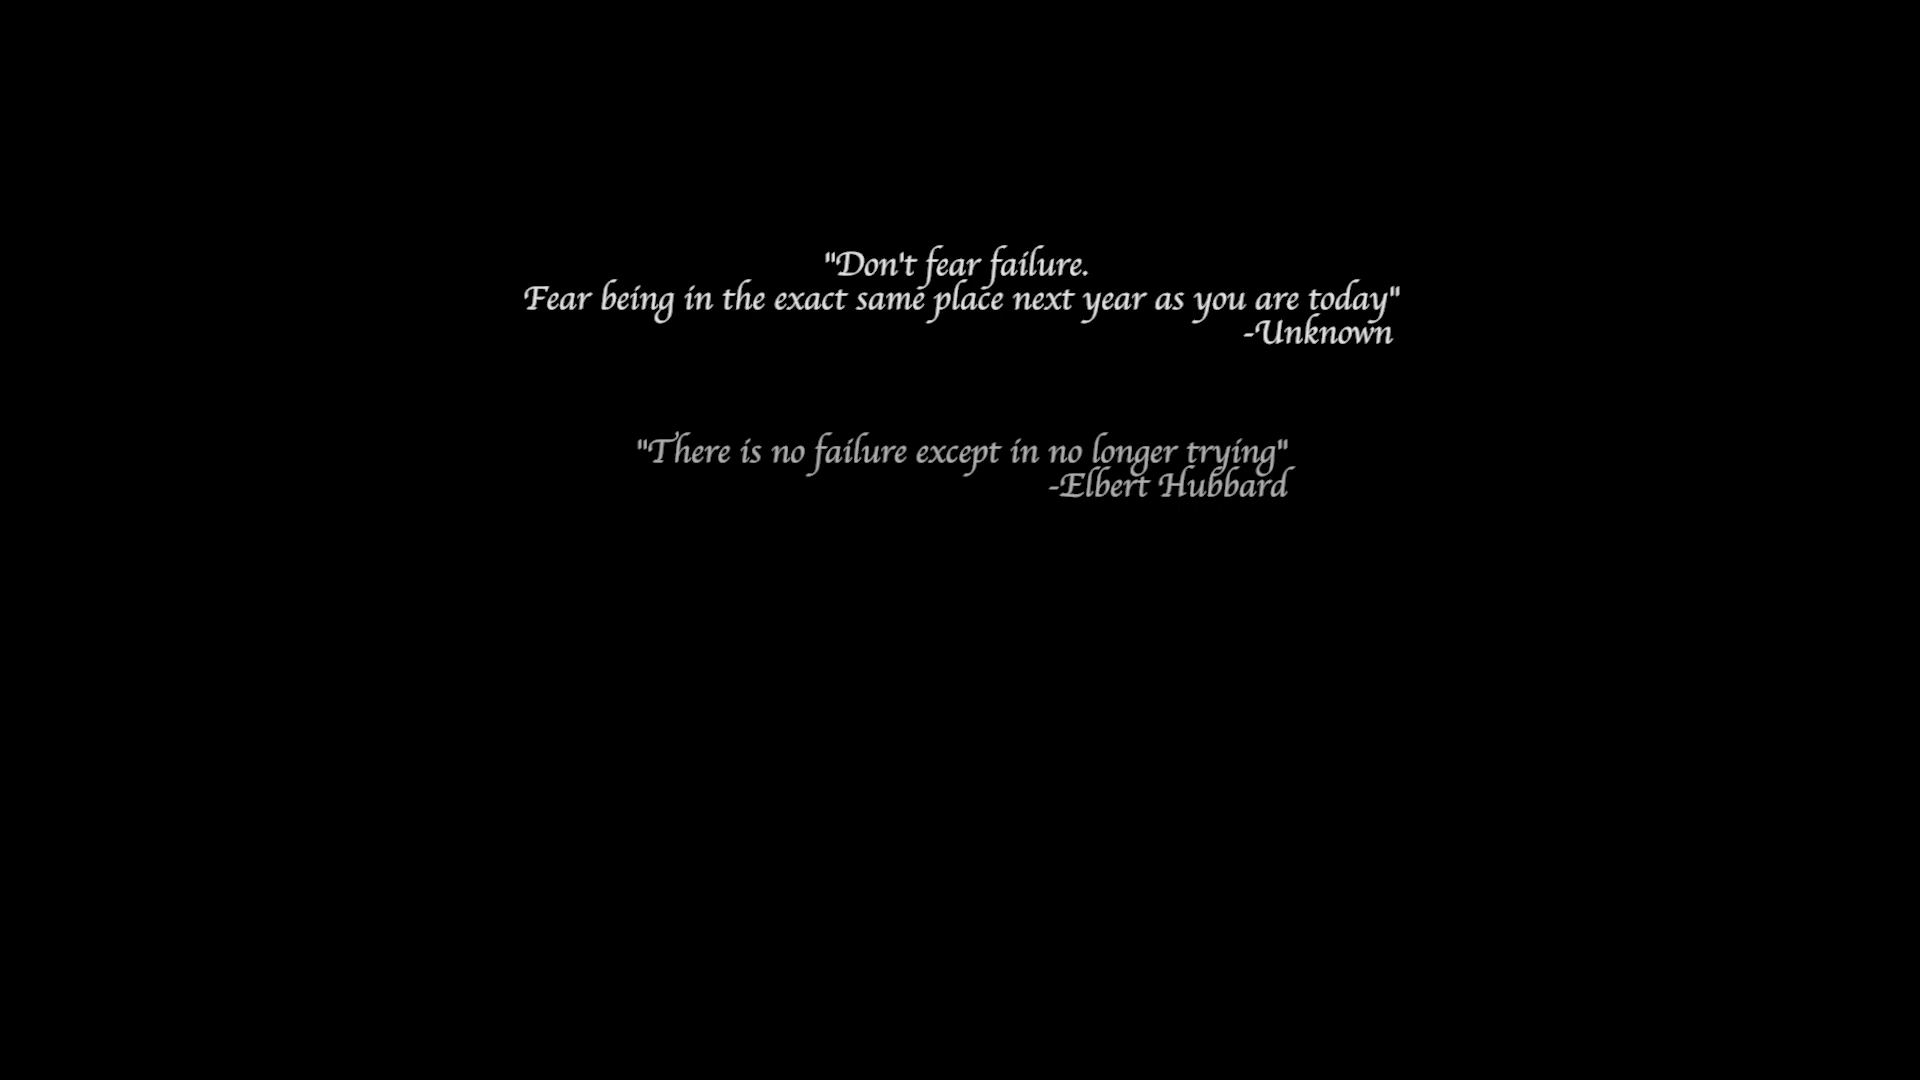 "Don't fear failure.
Fear being in the exact same place next year as you are today"
-Unknown
"There is no failure except in no longer trying"
-Elbert Hubbard